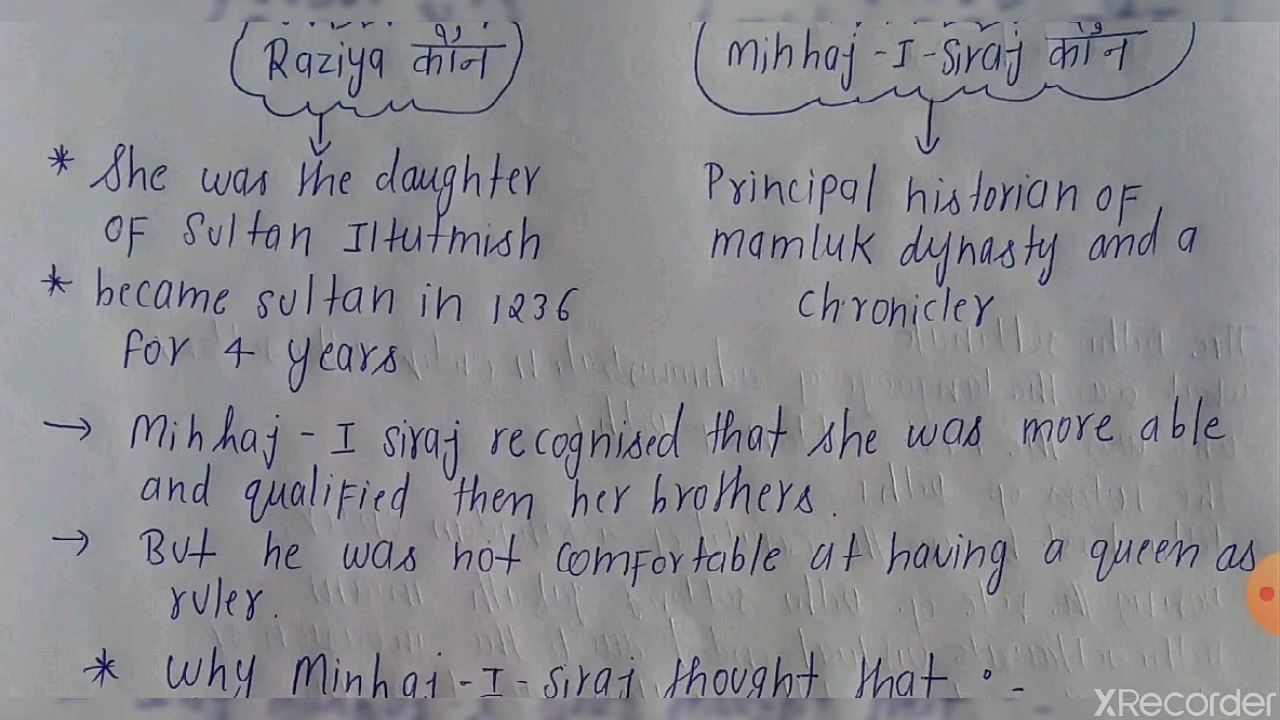 Raziya कौन
Mihhaj-I-Siraj कौन
* She was the daughter
OF Sultan Iltutmish
* became sultan in 1236
for 4 years
Principal historian OF
mamluk dynasty and a
chronicler
→ Mihhaj-I siraj recognised that she was more able
and qualified then her brothers.
→ But he was not comfortable at having a queen as
ruler.
* Why Minhaj-I-siraj thought that :-
XRecorder